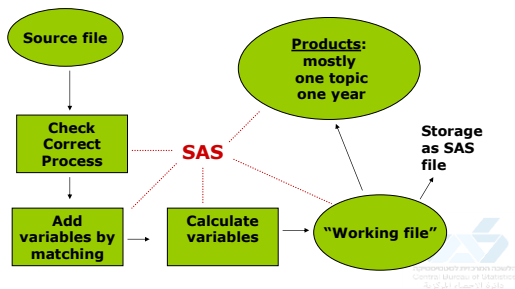 Source file
Products:
mostly
one topic
one year
Check
Correct
Process
SAS
Storage
as SAS
file
Add
variables by
matching
Calculate
variables
“Working file”
Central Bureau of Statistics